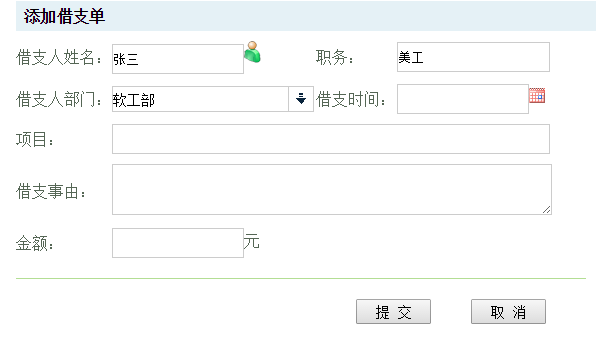 添加借支单
借支人姓名： 张三 职务： 美工
借支人部门： 软工部 借支时间：
项目：
借支事由：
金额： 元
提 交 取 消